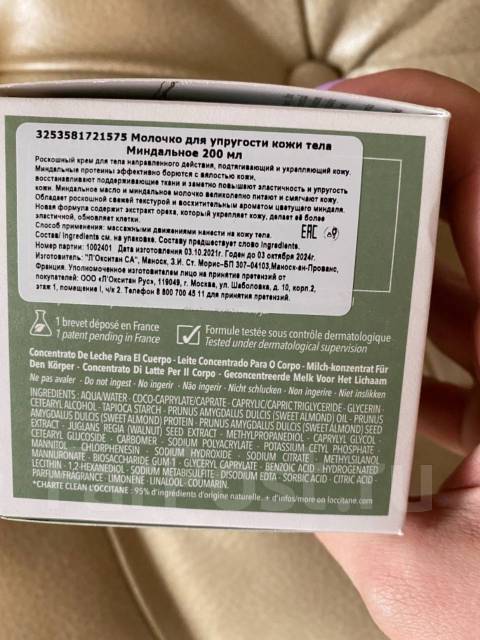 3253581721575 Молочко для упругости кожи тела
Миндальное 200 мл
Роскошный крем для тела направленного действия, подтягивающий и укрепляющий кожу.
Миндальные протеины эффективно борются с вялостью кожи,
восстанавливают поддерживающие ткани и заметно повышают эластичность и упругость
кожи. Миндальное масло и миндальное молочко великолепно питают и смягчают кожу.
Обладает роскошной свежей текстурой и восхитительным ароматом цветущего миндаля.
Новая формула содержит экстракт ореха, который укрепляет кожу, делает её более
эластичной, обновляет клетки.
Способ применения: массажными движениями нанести на кожу тела.
Состав/ Ingredients см. на упаковке. Составу предшествует слово Ingredients.
Номер партии: 1002401 Дата изготовления 03.10.2021г. Годен до 03 октября 2024г.
Изготовитель: "Л'Окситан СА", Маноск, З.И. Ст. Морис-БП 307-04103,Маноск-ан-Прованс,
Франция. Уполномоченное изготовителем лицо на принятие претензий от
покупателей: ООО «Л'Окситан Рус», 119049, г. Москва, ул. Шаболовка, д. 10, корп.2,
этаж 1, помещение I, ч/к 2. Телефон 8 800 700 45 11 для принятия претензий.
EAC
1 brevet déposé en France
1 patent pending in France
Formule testée sous contrôle dermatologique
Tested under dermatological supervision
Concentrato De Leche Para El Cuerpo - Leite Concentrado Para O Corpo - Milch-konzentrat Für
Den Körper - Concentrato Di Latte Per Il Corpo - Geconcentreerde Melk Voor Het Lichaam
Ne pas avaler - Do not ingest - No ingerir - Não ingerir - Nicht schlucken - Non ingerire - Niet inslikken
INGREDIENTS: AQUA/WATER - COCO-CAPRYLATE/CAPRATE - CAPRYLIC/CAPRIC TRIGLYCERIDE - GLYCERIN -
CETEARYL ALCOHOL - TAPIOCA STARCH - PRUNUS AMYGDALUS DULCIS (SWEET ALMOND) OIL - PRUNUS
AMYGDALUS DULCIS (SWEET ALMOND) PROTEIN - PRUNUS AMYGDALUS DULCIS (SWEET ALMOND) SEED
EXTRACT - JUGLANS REGIA (WALNUT) SEED EXTRACT - METHYLPROPANEDIOL - CAPRYLYL GLYCOL -
CETEARYL GLUCOSIDE - CARBOMER - SODIUM POLYACRYLATE - POTASSIUM CETYL PHOSPHATE -
MANNITOL - CHLORPHENESIN - SODIUM HYDROXIDE - SODIUM CITRATE - METHYLSILANOL
MANNURONATE - BIOSACCHARIDE GUM 1 - GLYCERYL CAPRYLATE - BENZOIC ACID - HYDROGENATED
LECITHIN - 1,2-HEXANEDIOL - SODIUM METABISULFITE - DISODIUM EDTA - SORBIC ACID - CITRIC ACID -
PARFUM/FRAGRANCE - LIMONENE - LINALOOL - COUMARIN.
*CHARTE CLEAN L'OCCITANE : 95% d'ingrédients d'origine naturelle. + d'infos/more on loccitane.com